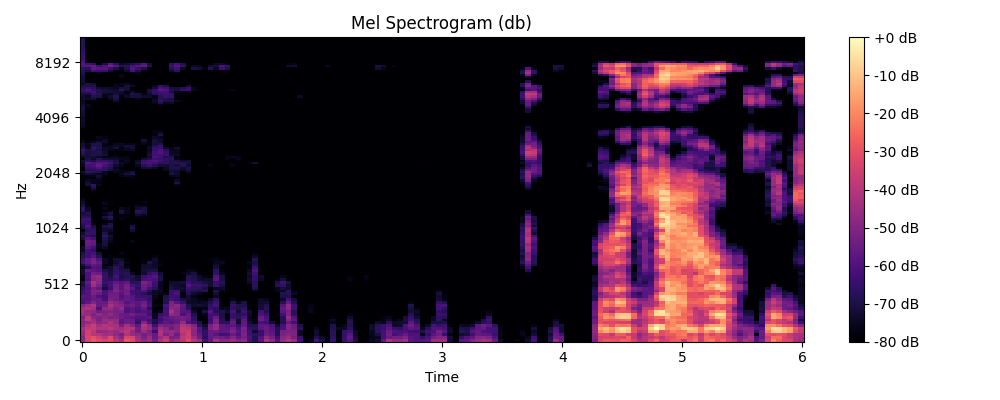 Mel Spectrogram (db)
Hz
8192
4096
2048
1024
512
0
0 1 2 3 4 5 6
Time
+0 dB
-10 dB
-20 dB
-30 dB
-40 dB
-50 dB
-60 dB
-70 dB
-80 dB